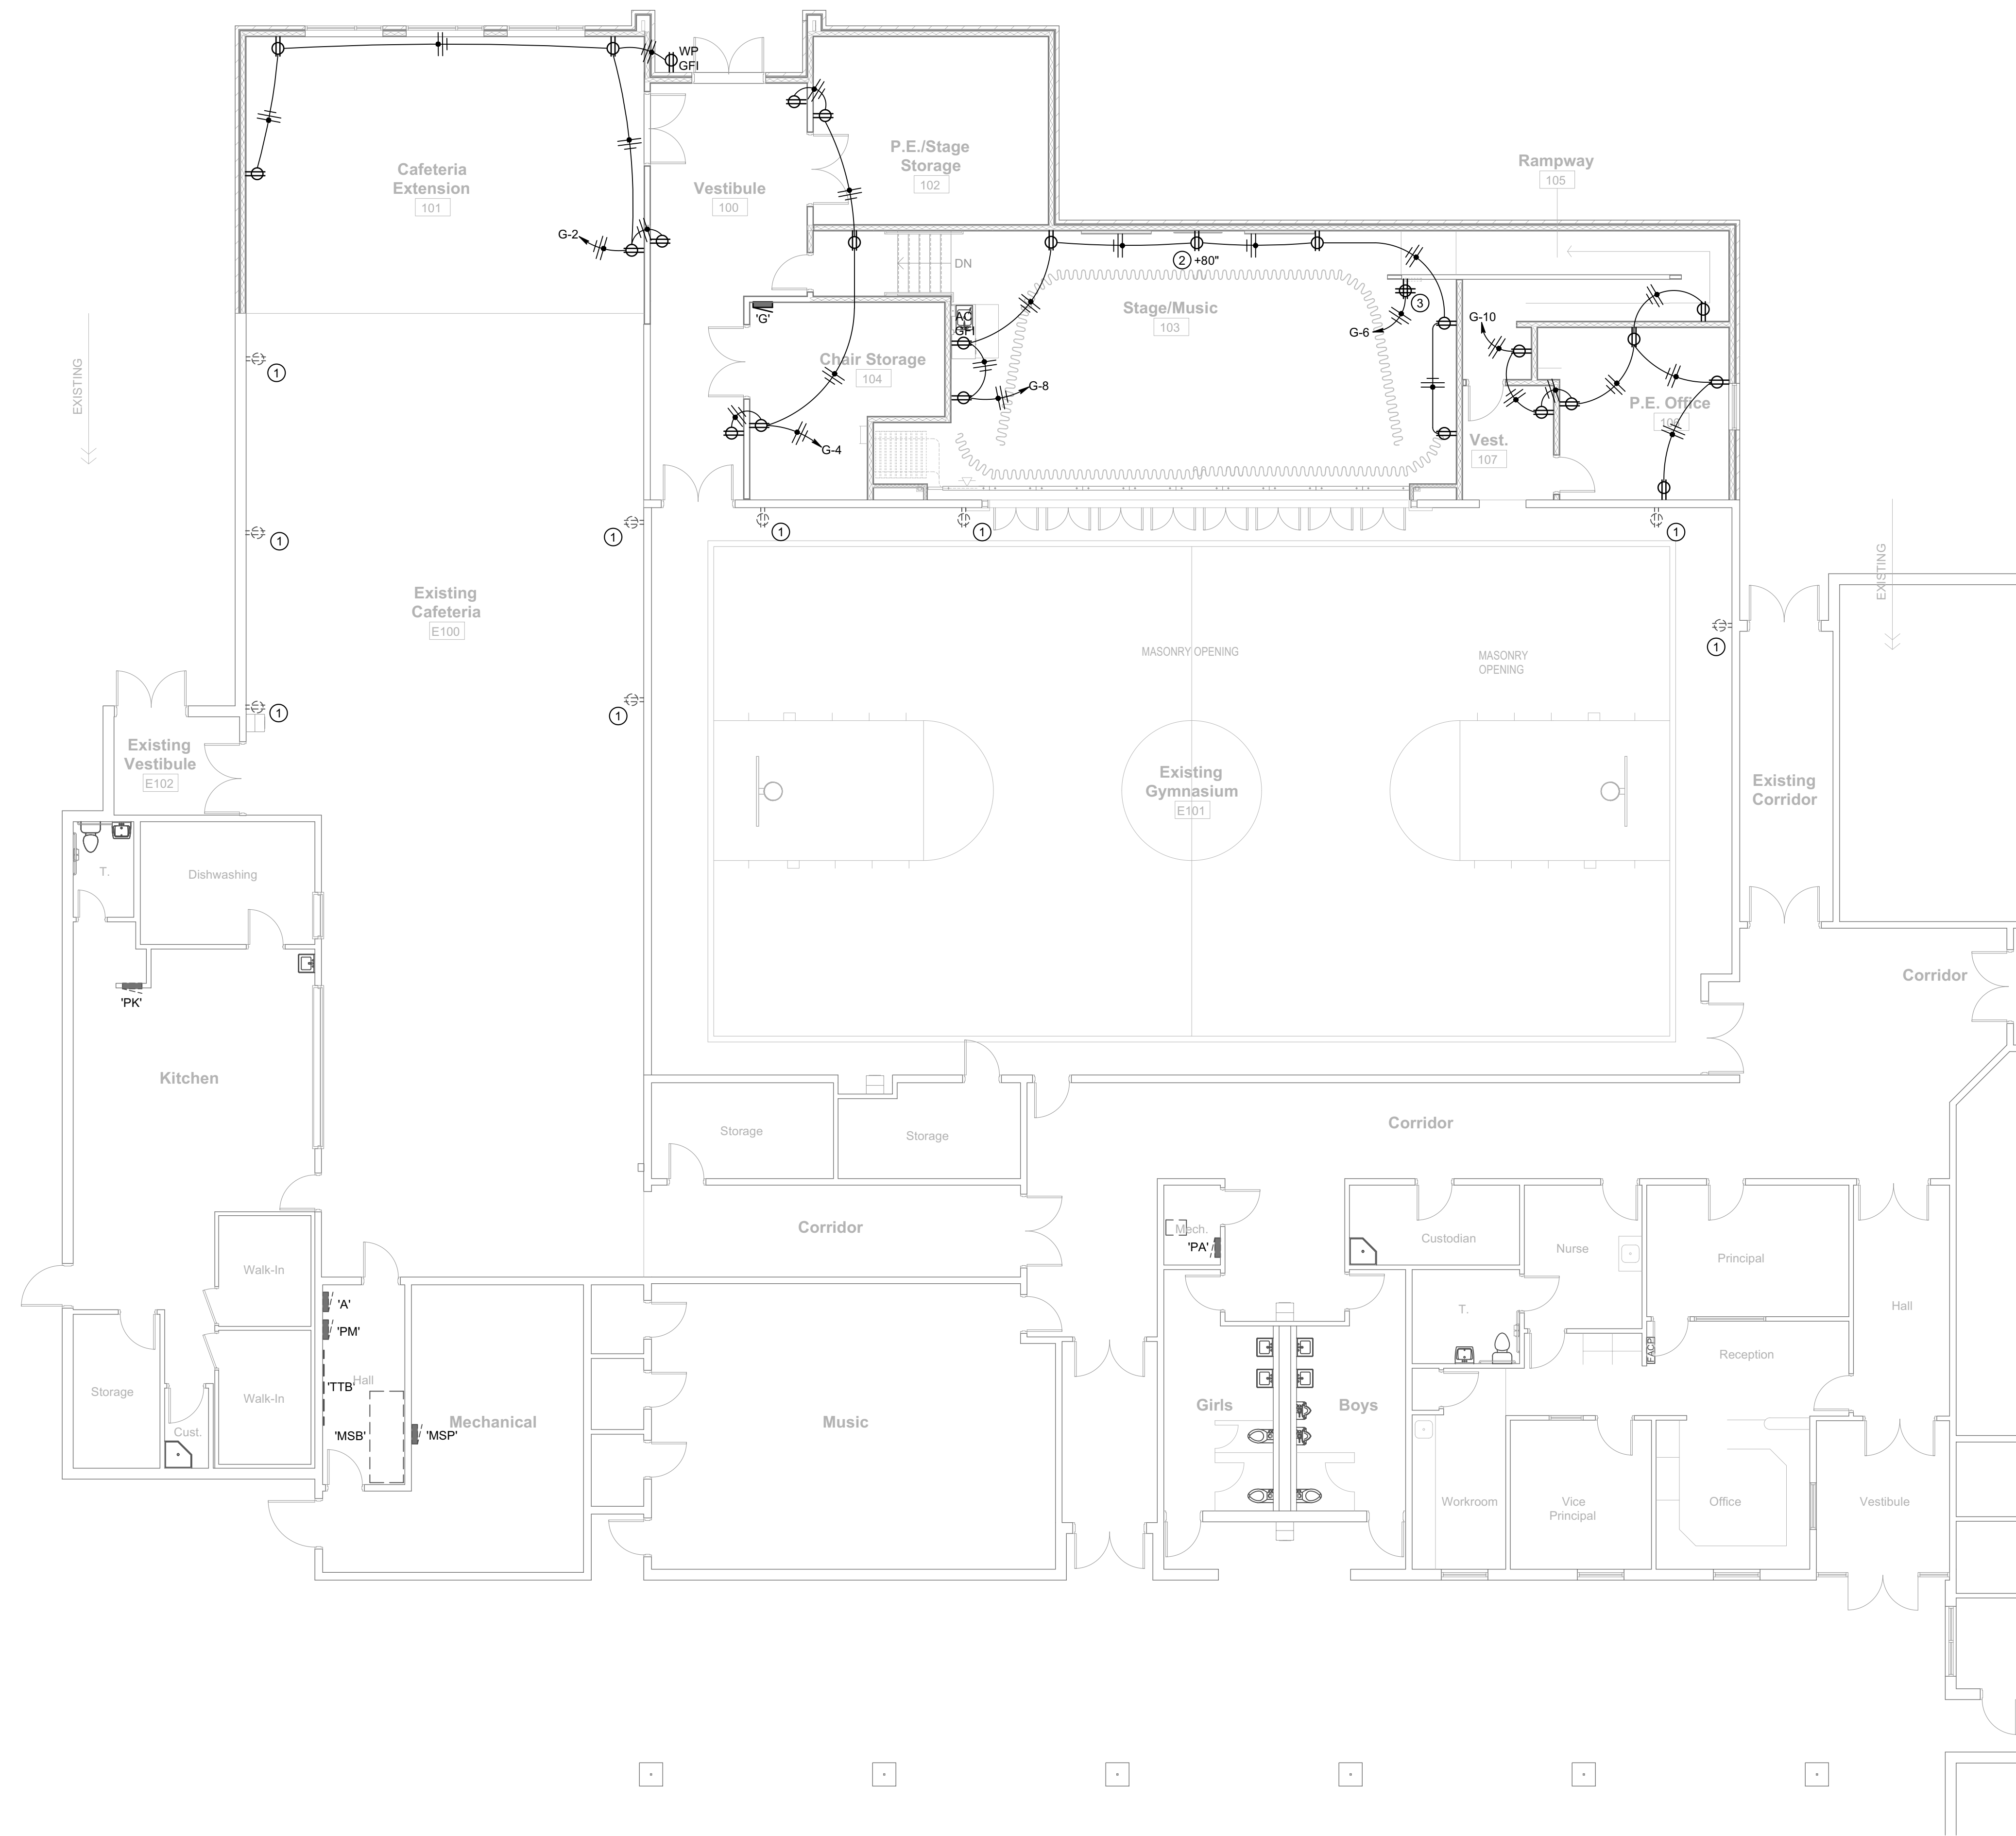 WP
GFI
P.E./Stage
Storage
102
Rampway
105
Cafeteria
Extension
101
Vestibule
100
G-2
2
+80"
DN
Stage/Music
103
3
'G'
AC
GFI
G-6
G-10
EXISTING
1
Chair Storage
104
G-8
P.E. Office
106
G-4
Vest.
107
1
1
1
1
1
EXISTING
Existing
Cafeteria
E100
1
MASONRY OPENING
MASONRY
OPENING
1
1
Existing
Vestibule
E102
Existing
Gymnasium
E101
Existing
Corridor
T.
Dishwashing
Corridor
'PK'
Kitchen
Storage
Storage
Corridor
Corridor
Mech.
'PA'
Custodian
Nurse
Principal
Walk-In
'A'
'PM'
T.
Hall
FACP
Reception
Storage
Walk-In
'TTB'
Hall
Cust.
'MSB'
'MSP'
Mechanical
Music
Girls
Boys
Workroom
Vice
Principal
Office
Vestibule